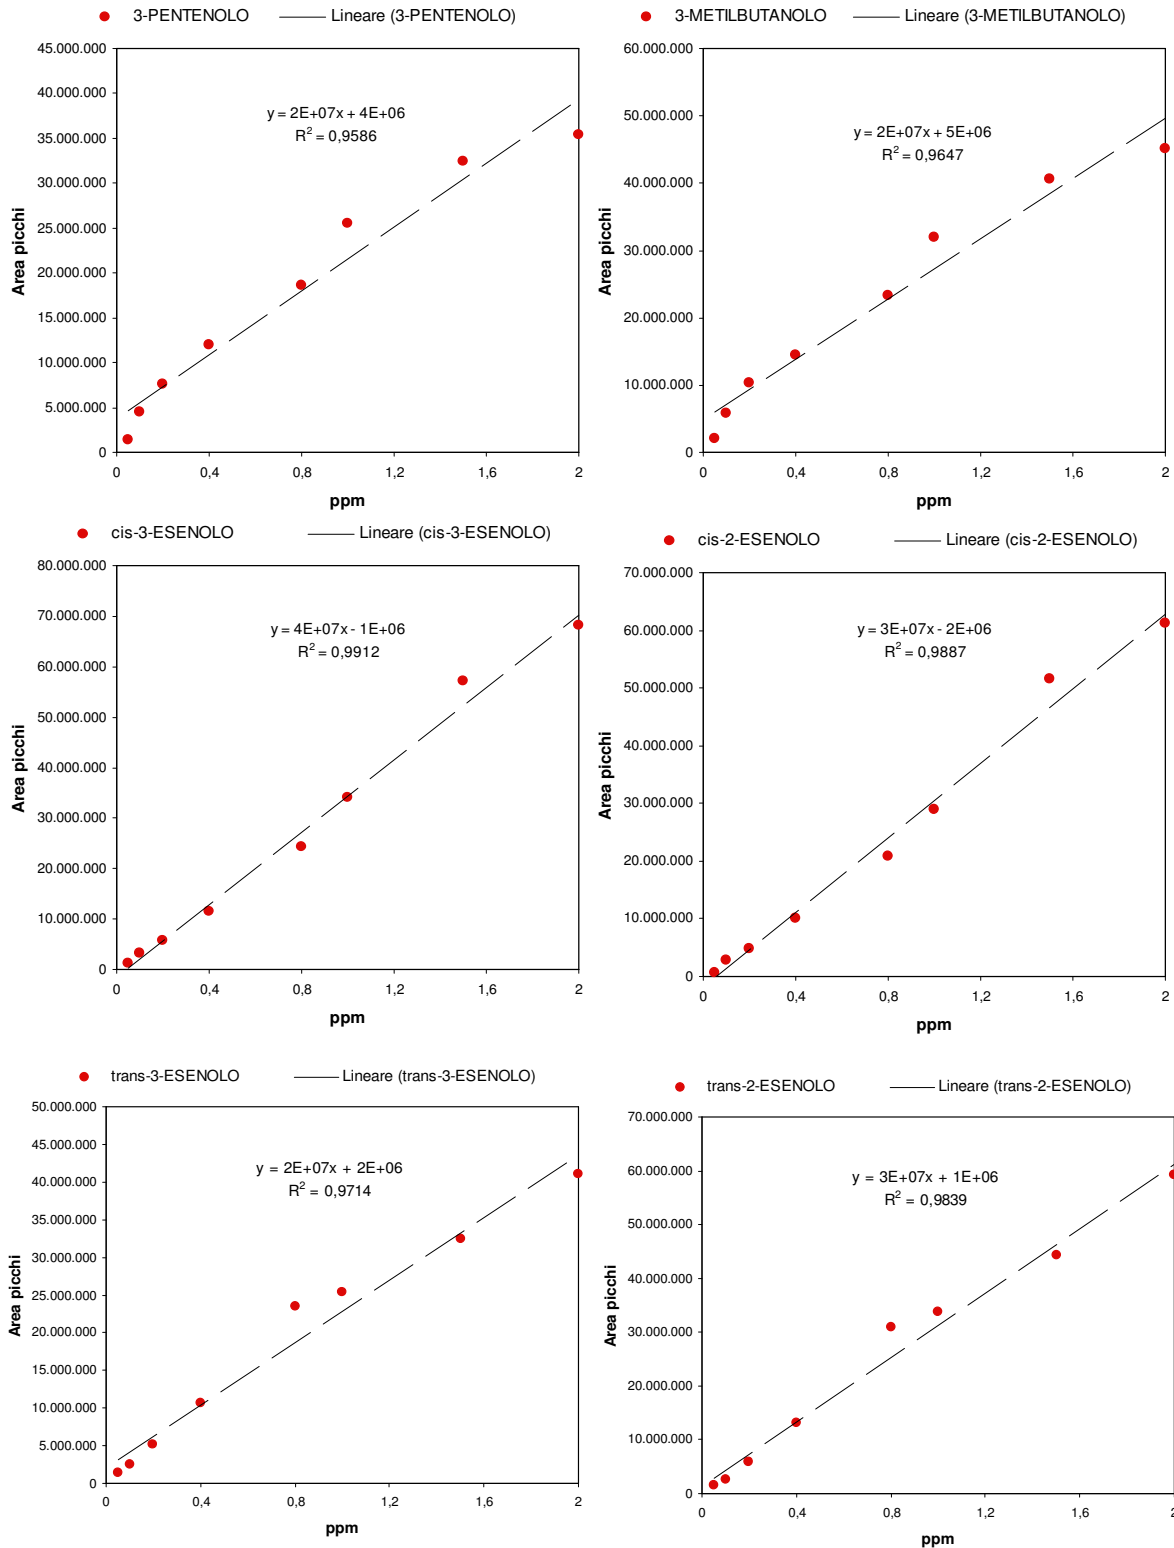 3-PENTENOLO Lineare (3-PENTENOLO)
45.000.000
40.000.000
35.000.000
30.000.000
25.000.000
20.000.000
15.000.000
10.000.000
5.000.000
0
Area picchi
y = 2E+07x + 4E+06
R² = 0,9586
0 0,4 0,8 1,2 1,6 2
ppm
3-METILBUTANOLO Lineare (3-METILBUTANOLO)
60.000.000
50.000.000
40.000.000
30.000.000
20.000.000
10.000.000
0
Area picchi
y = 2E+07x + 5E+06
R² = 0,9647
0 0,4 0,8 1,2 1,6 2
ppm
cis-3-ESENOLO Lineare (cis-3-ESENOLO)
80.000.000
70.000.000
60.000.000
50.000.000
40.000.000
30.000.000
20.000.000
10.000.000
0
Area picchi
y = 4E+07x - 1E+06
R² = 0,9912
0 0,4 0,8 1,2 1,6 2
ppm
cis-2-ESENOLO Lineare (cis-2-ESENOLO)
70.000.000
60.000.000
50.000.000
40.000.000
30.000.000
20.000.000
10.000.000
0
Area picchi
y = 3E+07x - 2E+06
R² = 0,9887
0 0,4 0,8 1,2 1,6 2
ppm
trans-3-ESENOLO Lineare (trans-3-ESENOLO)
50.000.000
45.000.000
40.000.000
35.000.000
30.000.000
25.000.000
20.000.000
15.000.000
10.000.000
5.000.000
0
Area picchi
y = 2E+07x + 2E+06
R² = 0,9714
0 0,4 0,8 1,2 1,6 2
ppm
trans-2-ESENOLO Lineare (trans-2-ESENOLO)
70.000.000
60.000.000
50.000.000
40.000.000
30.000.000
20.000.000
10.000.000
0
Area picchi
y = 3E+07x + 1E+06
R² = 0,9839
0 0,4 0,8 1,2 1,6 2
ppm